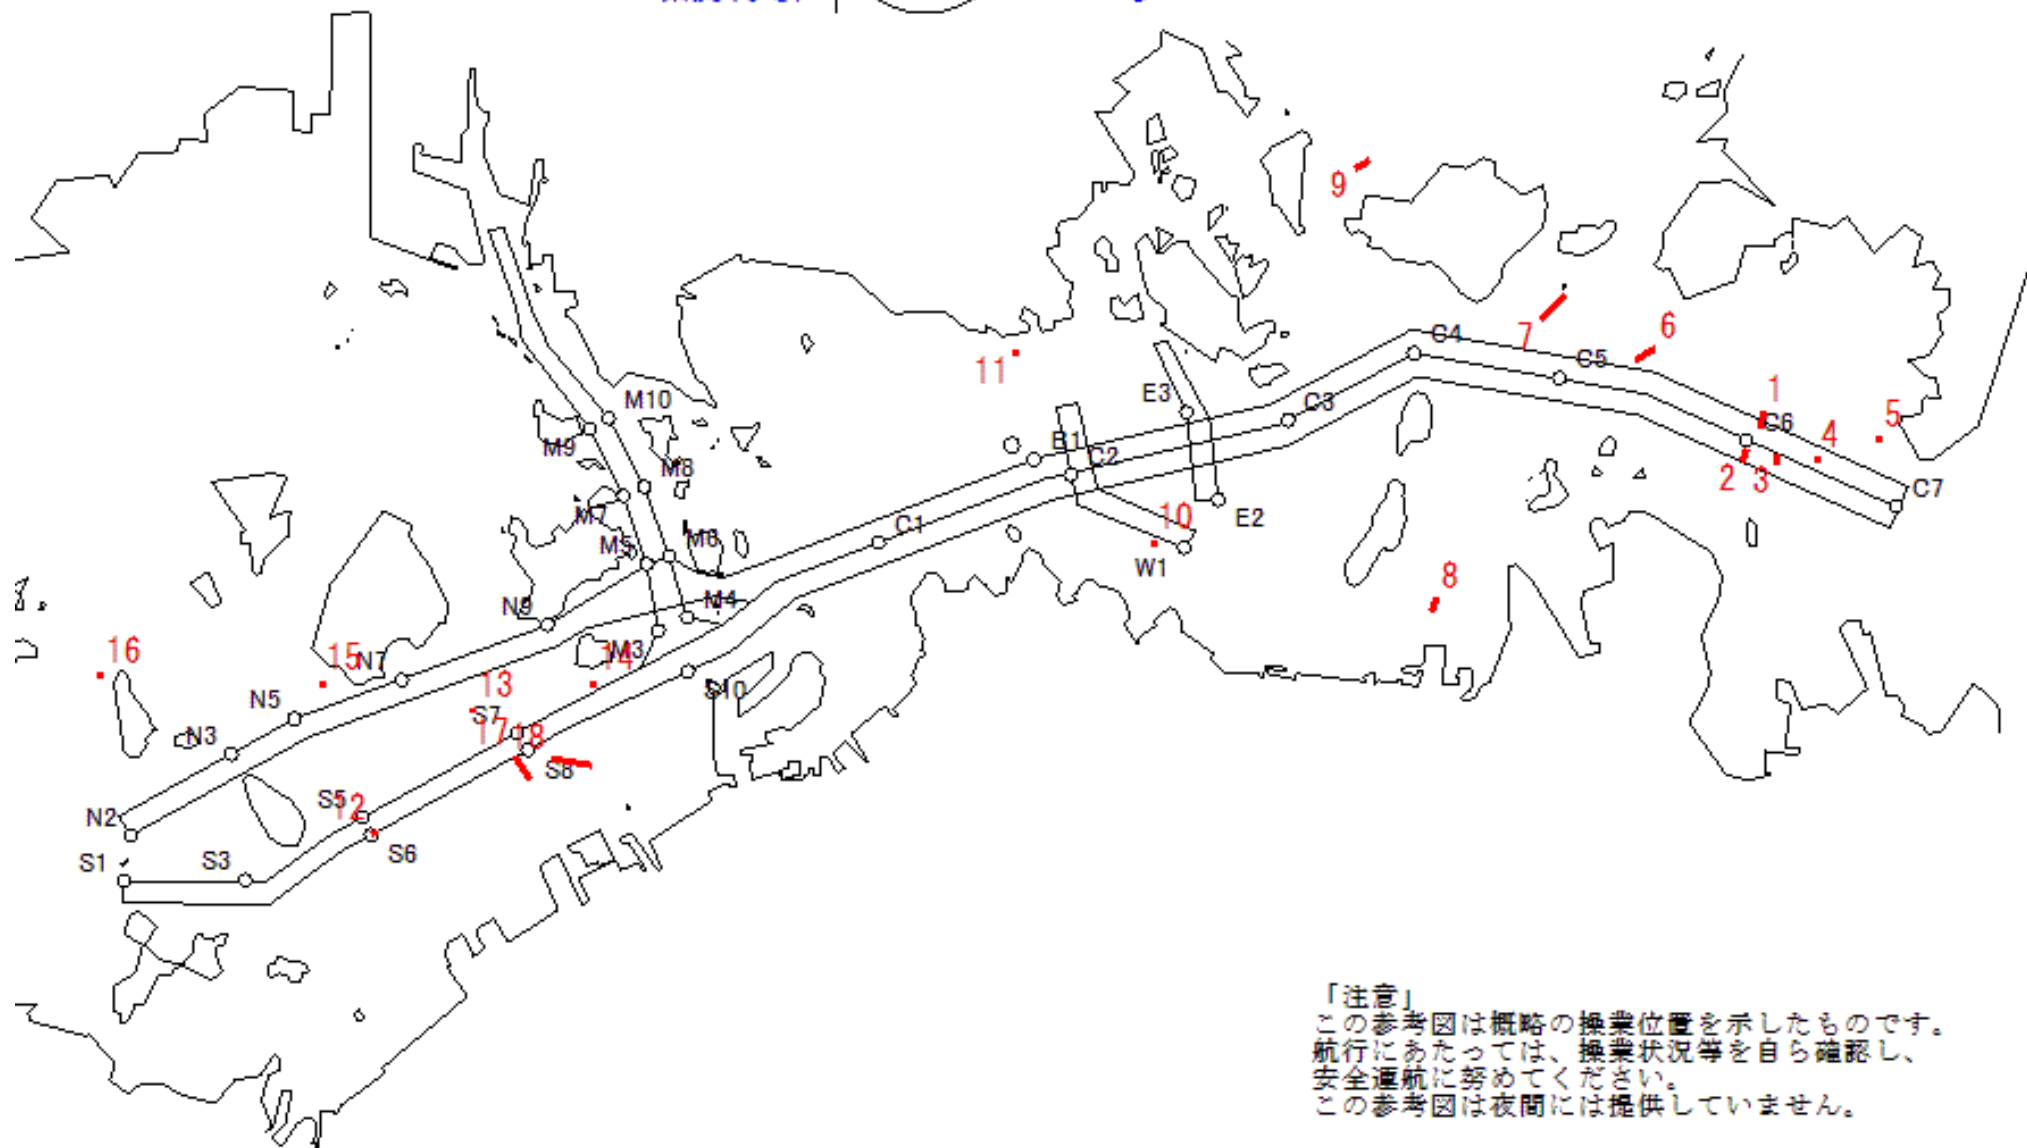 9
C4
7
6
C5
11
M10
E3
1
C3
C6
5
4
M9
B1
M8
C2
2
3
C7
M7
10
E2
M5
M6
C1
W1
8
N9
M4
M3
16
15
N7
14
13
S10
N5
S7
N3
17
18
S8
S5
12
N2
S6
S1
S3
「注意」
この参考図は概略の操業位置を示したものです。
航行にあたっては、操業状況等を自ら確認し、
安全運航に努めてください。
この参考図は夜間には提供していません。